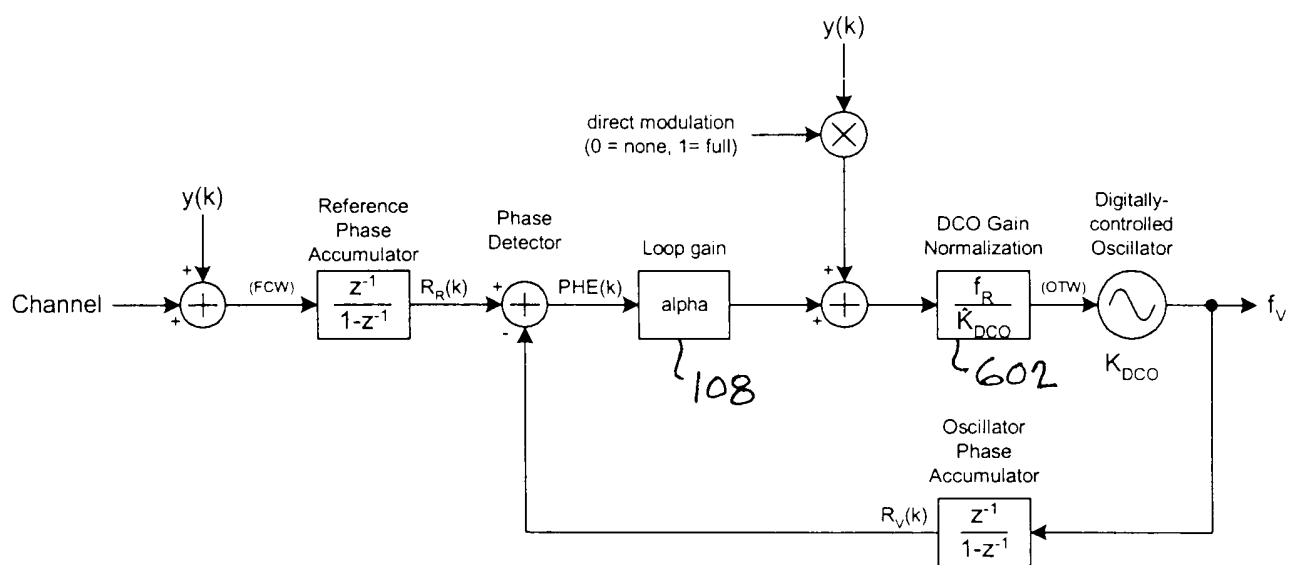 y(k)
direct modulation
(0 = none, 1= full)
y(k)
Reference
Phase
Accumulator
Phase
Detector
Loop gain
DCO Gain
Normalization
Digitally-
controlled
Oscillator
Channel
+
+
(FCW)
z⁻¹
1-z⁻¹
R_R(k)
+
-
PHE(k)
alpha
+
+
f_R
K̂_DCO
(OTW)
f_V
K_DCO
108
602
Oscillator
Phase
Accumulator
R_V(k)
z⁻¹
1-z⁻¹